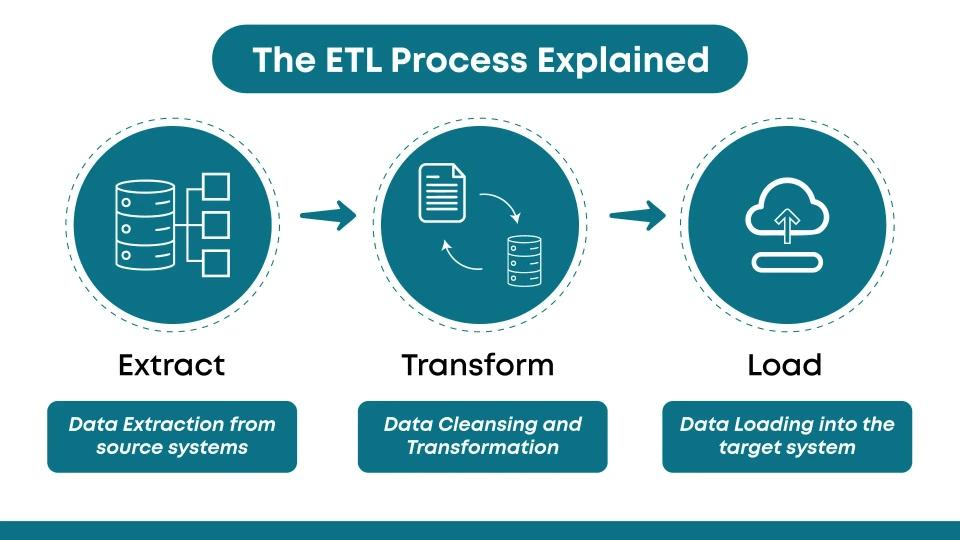 The ETL Process Explained
Extract
Transform
Load
Data Extraction from
source systems
Data Cleansing and
Transformation
Data Loading into the
target system